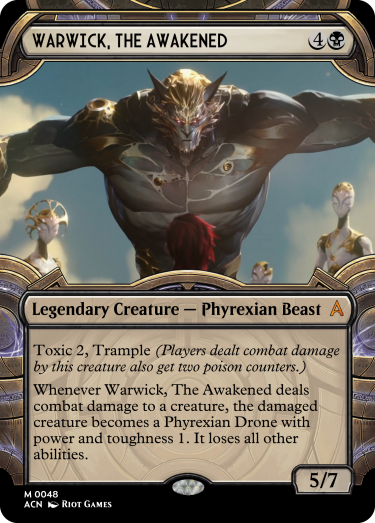 WARWICK, THE AWAKENED 4
Legendary Creature — Phyrexian Beast A
Toxic 2, Trample (Players dealt combat damage
by this creature also get two poison counters.)
Whenever Warwick, The Awakened deals
combat damage to a creature, the damaged
creature becomes a Phyrexian Drone with
power and toughness 1. It loses all other
abilities.
5/7
M 0048
ACN RIOT GAMES